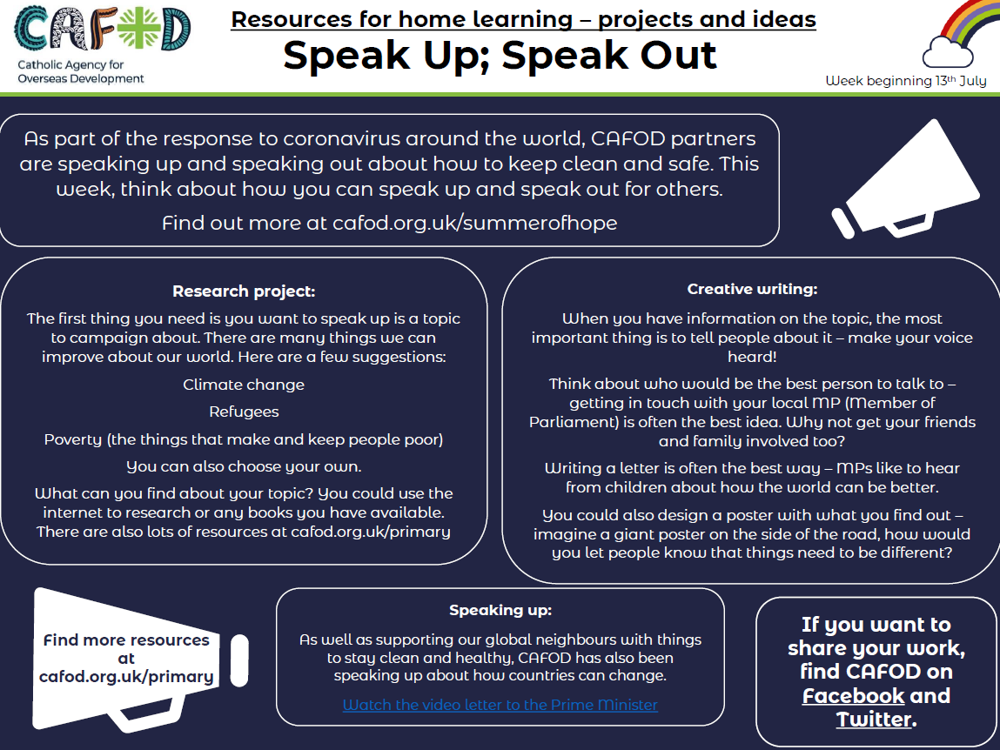 CAFOD
Catholic Agency for
Overseas Development
Resources for home learning – projects and ideas
Speak Up; Speak Out
Week beginning 13th July
As part of the response to coronavirus around the world, CAFOD partners
are speaking up and speaking out about how to keep clean and safe. This
week, think about how you can speak up and speak out for others.
Find out more at cafod.org.uk/summerofhope
Research project:
The first thing you need is you want to speak up is a topic
to campaign about. There are many things we can
improve about our world. Here are a few suggestions:
Climate change
Refugees
Poverty (the things that make and keep people poor)
You can also choose your own.
What can you find about your topic? You could use the
internet to research or any books you have available.
There are also lots of resources at cafod.org.uk/primary
Creative writing:
When you have information on the topic, the most
important thing is to tell people about it – make your voice
heard!
Think about who would be the best person to talk to –
getting in touch with your local MP (Member of
Parliament) is often the best idea. Why not get your friends
and family involved too?
Writing a letter is often the best way – MPs like to hear
from children about how the world can be better.
You could also design a poster with what you find out –
imagine a giant poster on the side of the road, how would
you let people know that things need to be different?
Find more resources
at
cafod.org.uk/primary
Speaking up:
As well as supporting our global neighbours with things
to stay clean and healthy, CAFOD has also been
speaking up about how countries can change.
Watch the video letter to the Prime Minister
If you want to
share your work,
find CAFOD on
Facebook and
Twitter.